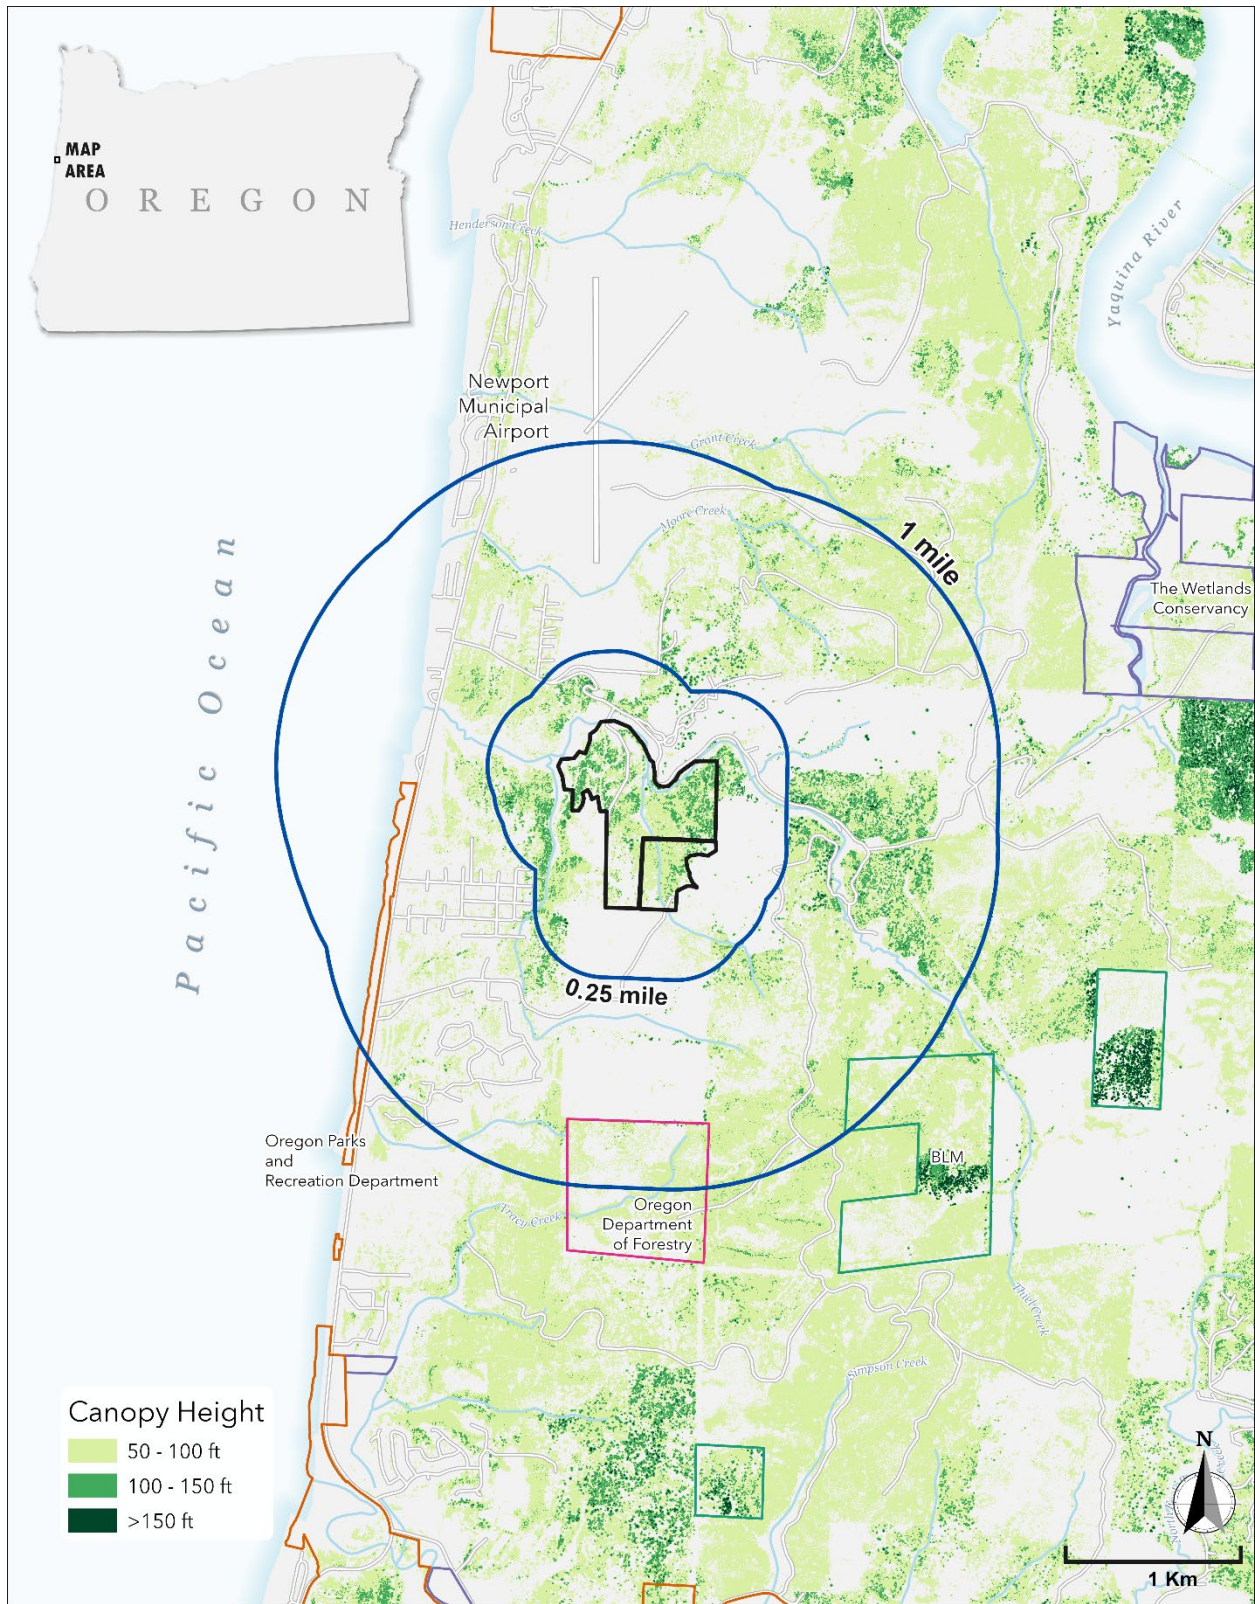 MAP
AREA
OREGON
Henderson Creek
Yaquina River
Newport
Municipal
Airport
Grant Creek
Moore Creek
1 mile
The Wetlands
Conservancy
Pacific Ocean
0.25 mile
Oregon Parks
and
Recreation Department
BLM
Tracy Creek
Oregon
Department
of Forestry
Thiel Creek
Simpson Creek
Canopy Height
50 - 100 ft
100 - 150 ft
>150 ft
N
1 Km